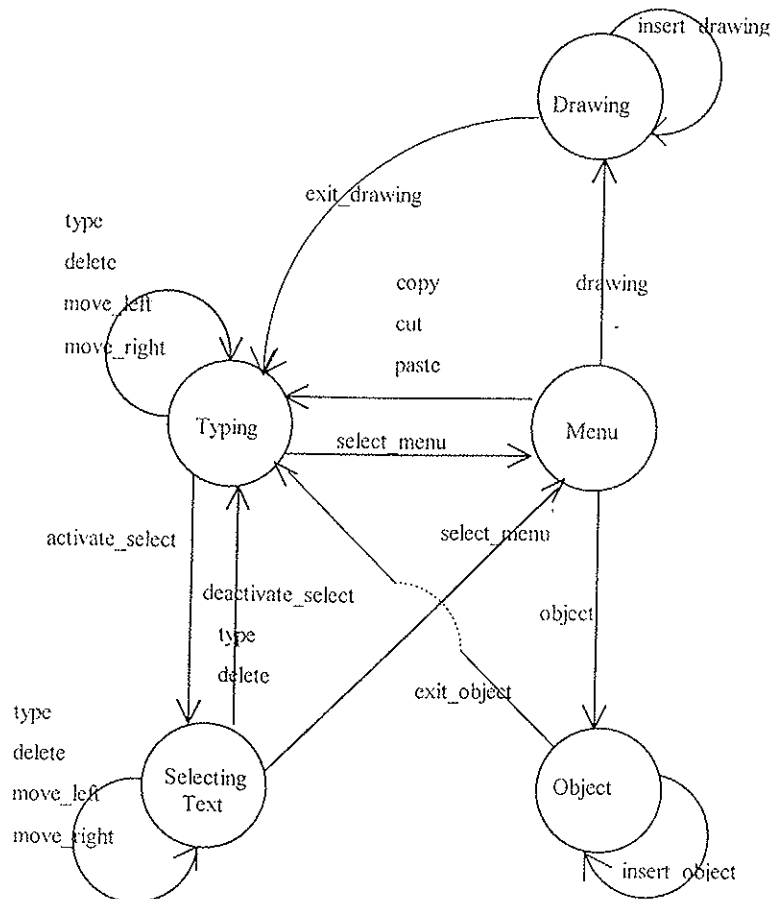 insert_drawing
Drawing
exit_drawing
type
delete
move_left
move_right
copy
cut
paste
drawing
Typing
Menu
select_menu
activate_select
select_menu
deactivate_select
type
delete
object
exit_object
type
delete
move_left
move_right
Selecting
Text
Object
insert_object